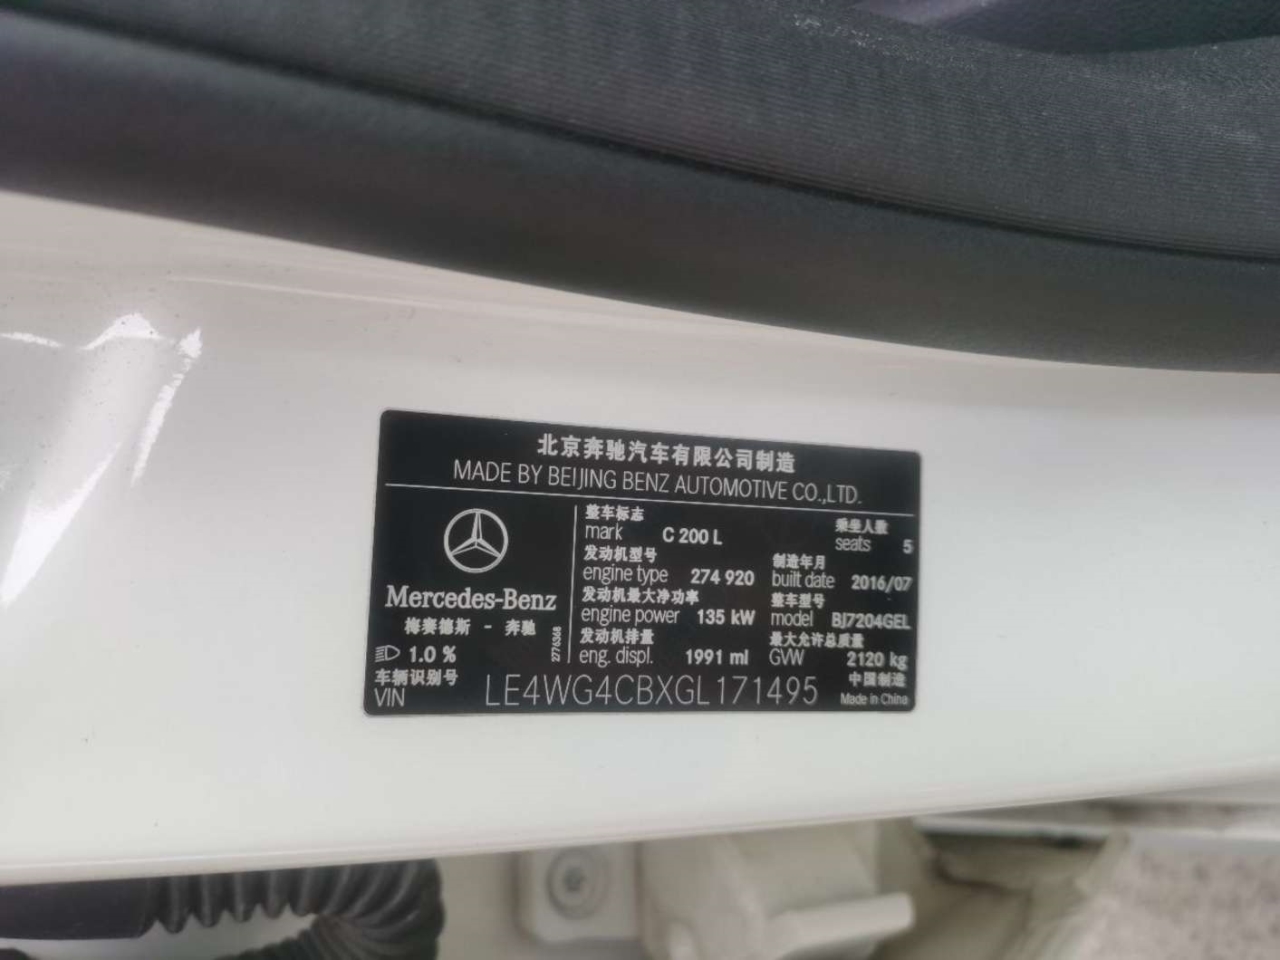 北京奔驰汽车有限公司制造
MADE BY BEIJING BENZ AUTOMOTIVE CO.,LTD.
Mercedes-Benz
梅赛德斯 - 奔驰
1.0 %
2776368
整车标志
mark C 200 L
乘坐人数
seats 5
发动机型号
engine type 274 920
制造年月
built date 2016/07
发动机最大净功率
engine power 135 kW
整车型号
model BJ7204GEL
发动机排量
eng. displ. 1991 ml
最大允许总质量
GVW 2120 kg
车辆识别号
VIN LE4WG4CBXGL171495
中国制造
Made in China